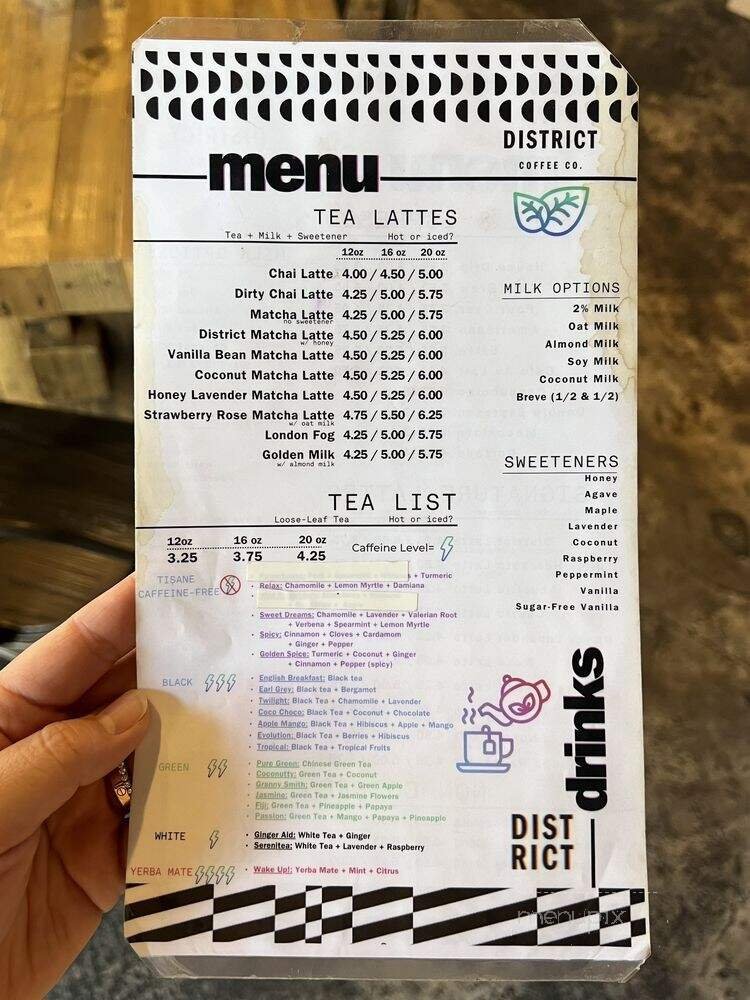 DISTRICT
COFFEE CO.
menu
TEA LATTES
Tea + Milk + Sweetener Hot or iced?
12oz 16 oz 20 oz
Chai Latte 4.00 / 4.50 / 5.00
Dirty Chai Latte 4.25 / 5.00 / 5.75
Matcha Latte 4.25 / 5.00 / 5.75
no sweetener
District Matcha Latte 4.50 / 5.25 / 6.00
w/ honey
Vanilla Bean Matcha Latte 4.50 / 5.25 / 6.00
Coconut Matcha Latte 4.50 / 5.25 / 6.00
Honey Lavender Matcha Latte 4.50 / 5.25 / 6.00
Strawberry Rose Matcha Latte 4.75 / 5.50 / 6.25
w/ oat milk
London Fog 4.25 / 5.00 / 5.75
Golden Milk 4.25 / 5.00 / 5.75
w/ almond milk
MILK OPTIONS
2% Milk
Oat Milk
Almond Milk
Soy Milk
Coconut Milk
Breve (1/2 & 1/2)
SWEETENERS
Honey
Agave
Maple
Lavender
Coconut
Raspberry
Peppermint
Vanilla
Sugar-Free Vanilla
TEA LIST
Loose-Leaf Tea Hot or iced?
12oz 16 oz 20 oz
3.25 3.75 4.25
Caffeine Level=
TISANE
CAFFEINE-FREE
+ Turmeric
Relax: Chamomile + Lemon Myrtle + Damiana
Sweet Dreams: Chamomile + Lavender + Valerian Root
+ Verbena + Spearmint + Lemon Myrtle
Spicy: Cinnamon + Cloves + Cardamom
+ Ginger + Pepper
Golden Spice: Turmeric + Coconut + Ginger
+ Cinnamon + Pepper (spicy)
BLACK
English Breakfast: Black tea
Earl Grey: Black tea + Bergamot
Twilight: Black Tea + Chamomile + Lavender
Coco Choco: Black Tea + Coconut + Chocolate
Apple Mango: Black Tea + Hibiscus + Apple + Mango
Evolution: Black Tea + Berries + Hibiscus
Tropical: Black Tea + Tropical Fruits
GREEN
Pure Green: Chinese Green Tea
Coconutty: Green Tea + Coconut
Granny Smith: Green Tea + Green Apple
Jasmine: Green Tea + Jasmine Flowers
Fiji: Green Tea + Pineapple + Papaya
Passion: Green Tea + Mango + Papaya + Pineapple
WHITE
Ginger Aid: White Tea + Ginger
Serenitea: White Tea + Lavender + Raspberry
YERBA MATE
Wake Up!: Yerba Mate + Mint + Citrus
drinks
DIST
RICT
menupix